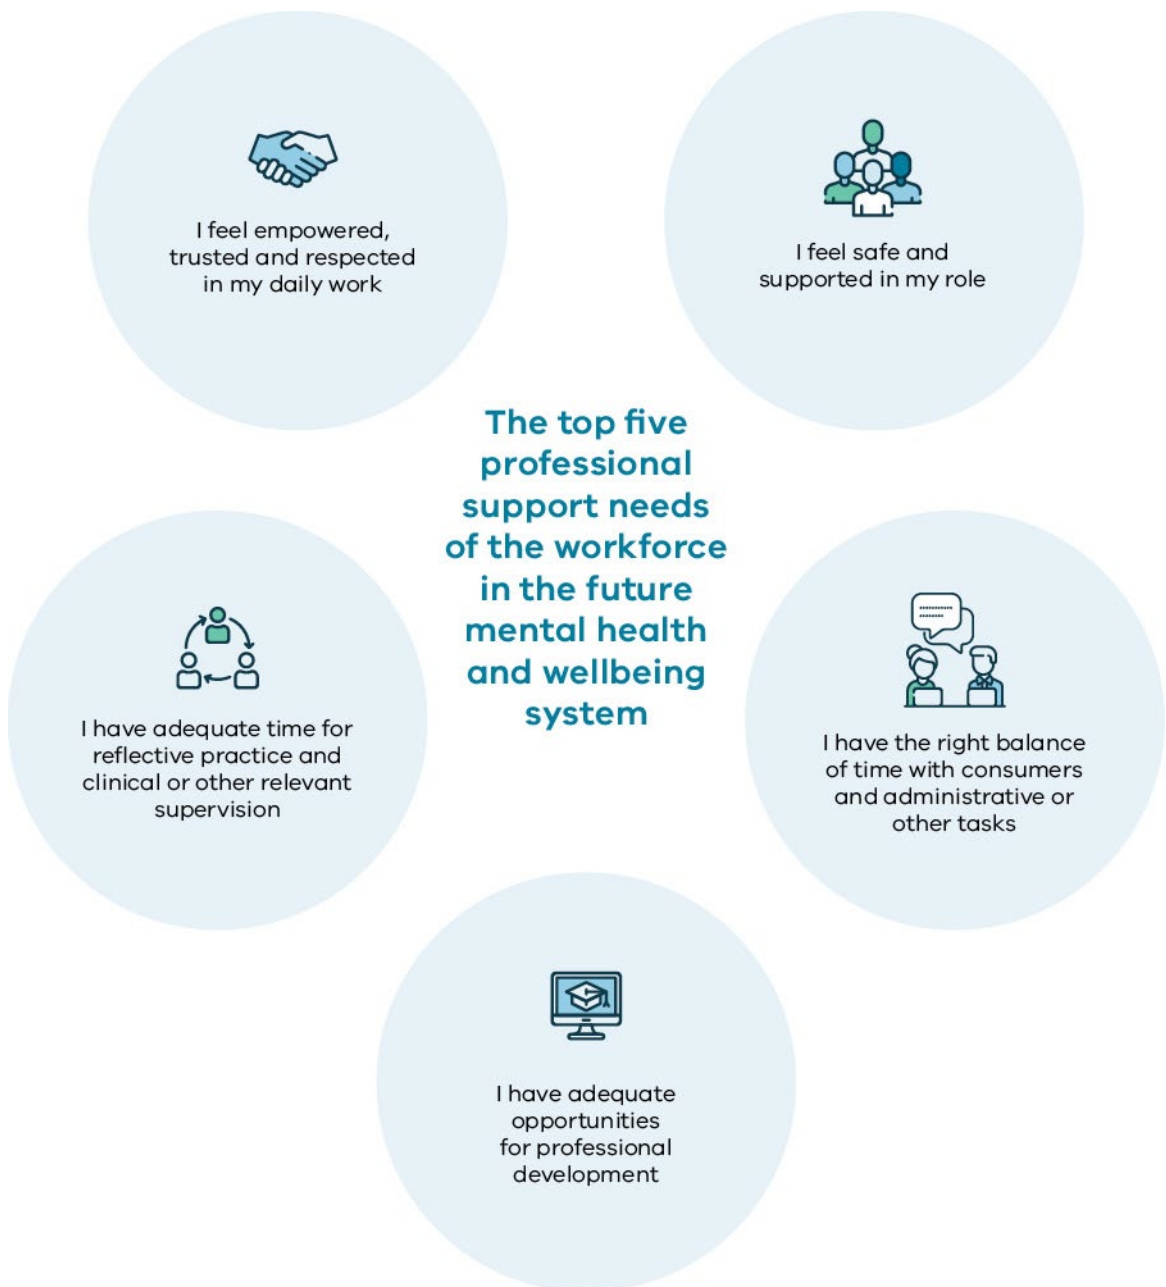 I feel empowered,
trusted and respected
in my daily work
I feel safe and
supported in my role
The top five
professional
support needs
of the workforce
in the future
mental health
and wellbeing
system
I have adequate time for
reflective practice and
clinical or other relevant
supervision
I have the right balance
of time with consumers
and administrative or
other tasks
I have adequate
opportunities
for professional
development